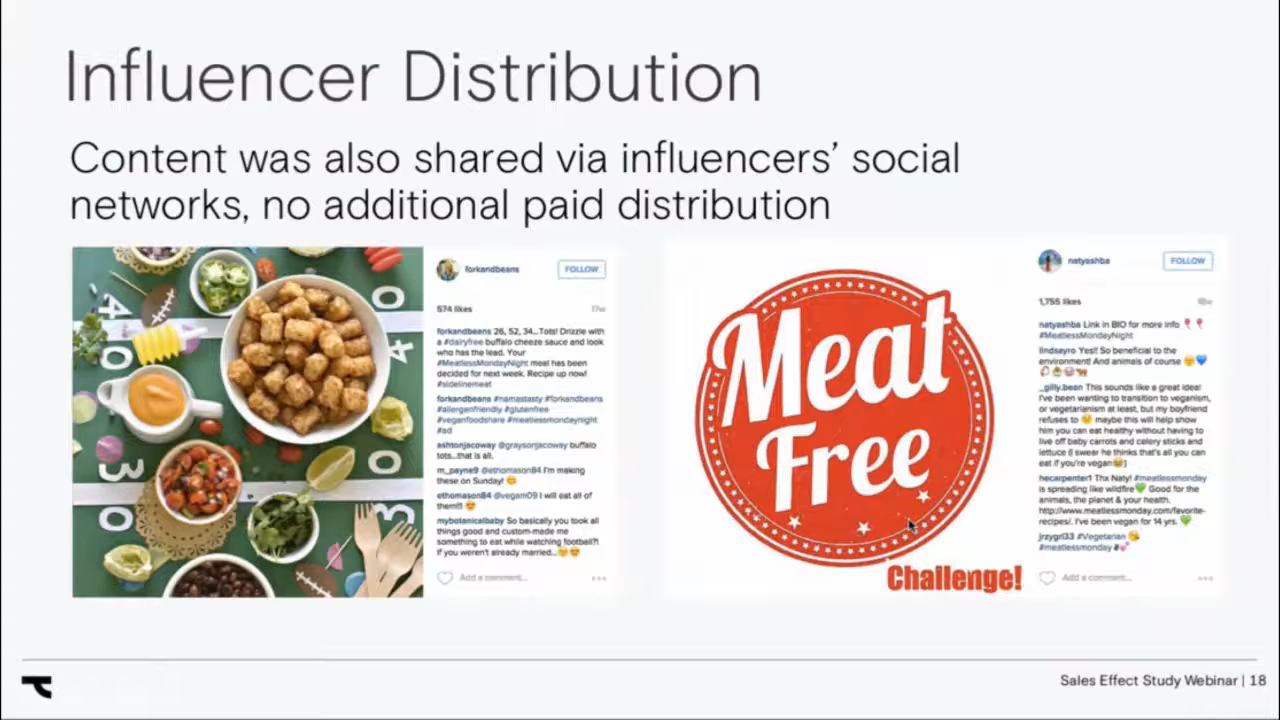 Influencer Distribution
Content was also shared via influencers’ social
networks, no additional paid distribution
40
30
40
30
forkandbeans
FOLLOW
574 likes
17w
forkandbeans 26, 52, 34...Tots! Drizzle with
a #dairyfree buffalo cheeze sauce and look
who has the lead. Your
#MeatlessMondayNight meal has been
decided for next week. Recipe up now!
#sidelinemeat
forkandbeans #namastasty #forkandbeans
#allergenfriendly #glutenfree
#veganfoodshare #meatlessmondaynight
#ad
ashtonjacoway @graysonjacoway buffalo
tots...that is all.
m_payne9 @ethomason84 I'm making
these on Sunday!
ethomason84 @vegam09 I will eat all of
them!!
mybotanicalbaby So basically you took all
things good and custom-made me
something to eat while watching football?!
If you weren't already married...
Add a comment...
Meat
Free
Challenge!
natyashba
FOLLOW
1,755 likes
natyashba Link in BIO for more info
#MeatlessMondayNight
lindsayro Yes!! So beneficial to the
environment! And animals of course
_gilly.bean This sounds like a great idea!
I've been wanting to transition to veganism,
or vegetarianism at least, but my boyfriend
refuses to maybe this will help show
him you can eat healthy without having to
live off baby carrots and celery sticks and
lettuce (I swear he thinks that's all you can
eat if you're vegan)
hecarpenter1 Thx Naty! #meatlessmonday
is spreading like wildfire Good for the
animals, the planet & your health.
http://www.meatlessmonday.com/favorite-
recipes/. I've been vegan for 14 yrs.
jrzygrl33 #Vegetarian
#meatlessmonday
Add a comment...
Sales Effect Study Webinar | 18